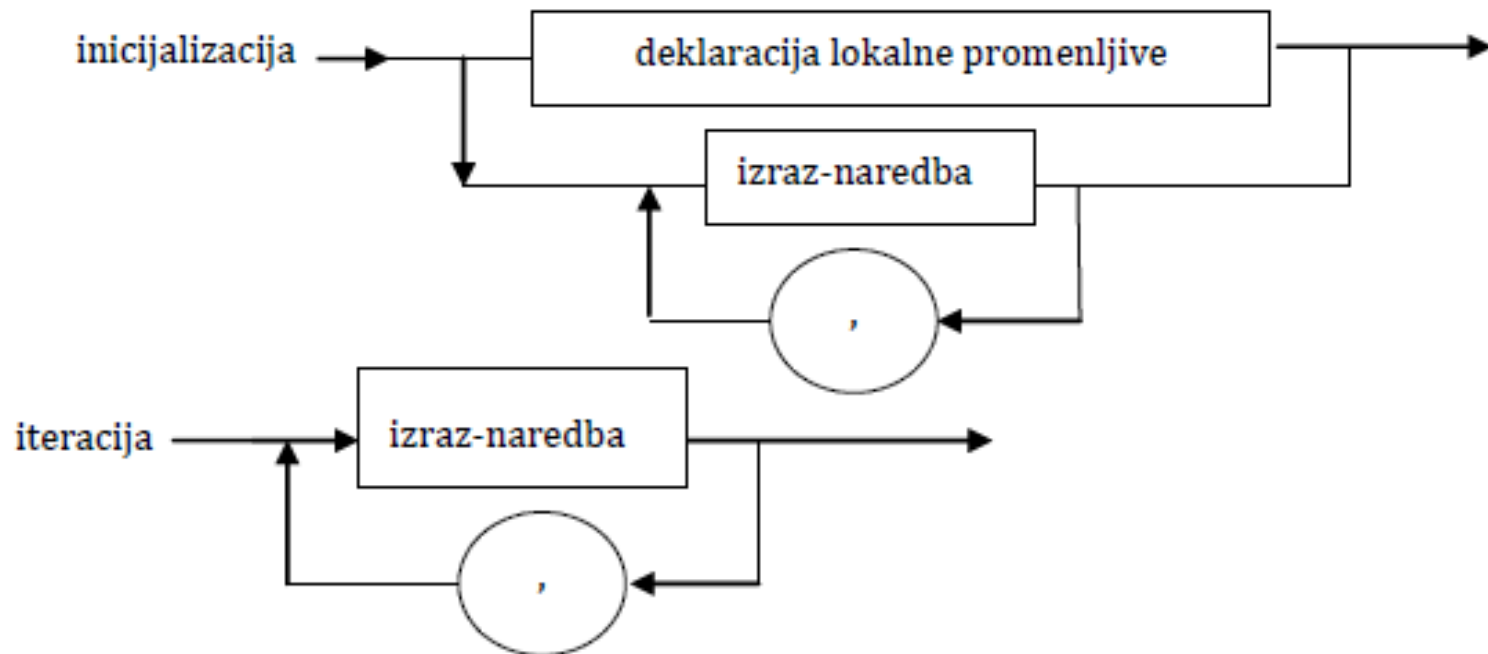 inicijalizacija
deklaracija lokalne promenljive
izraz-naredba
,
iteracija
izraz-naredba
,